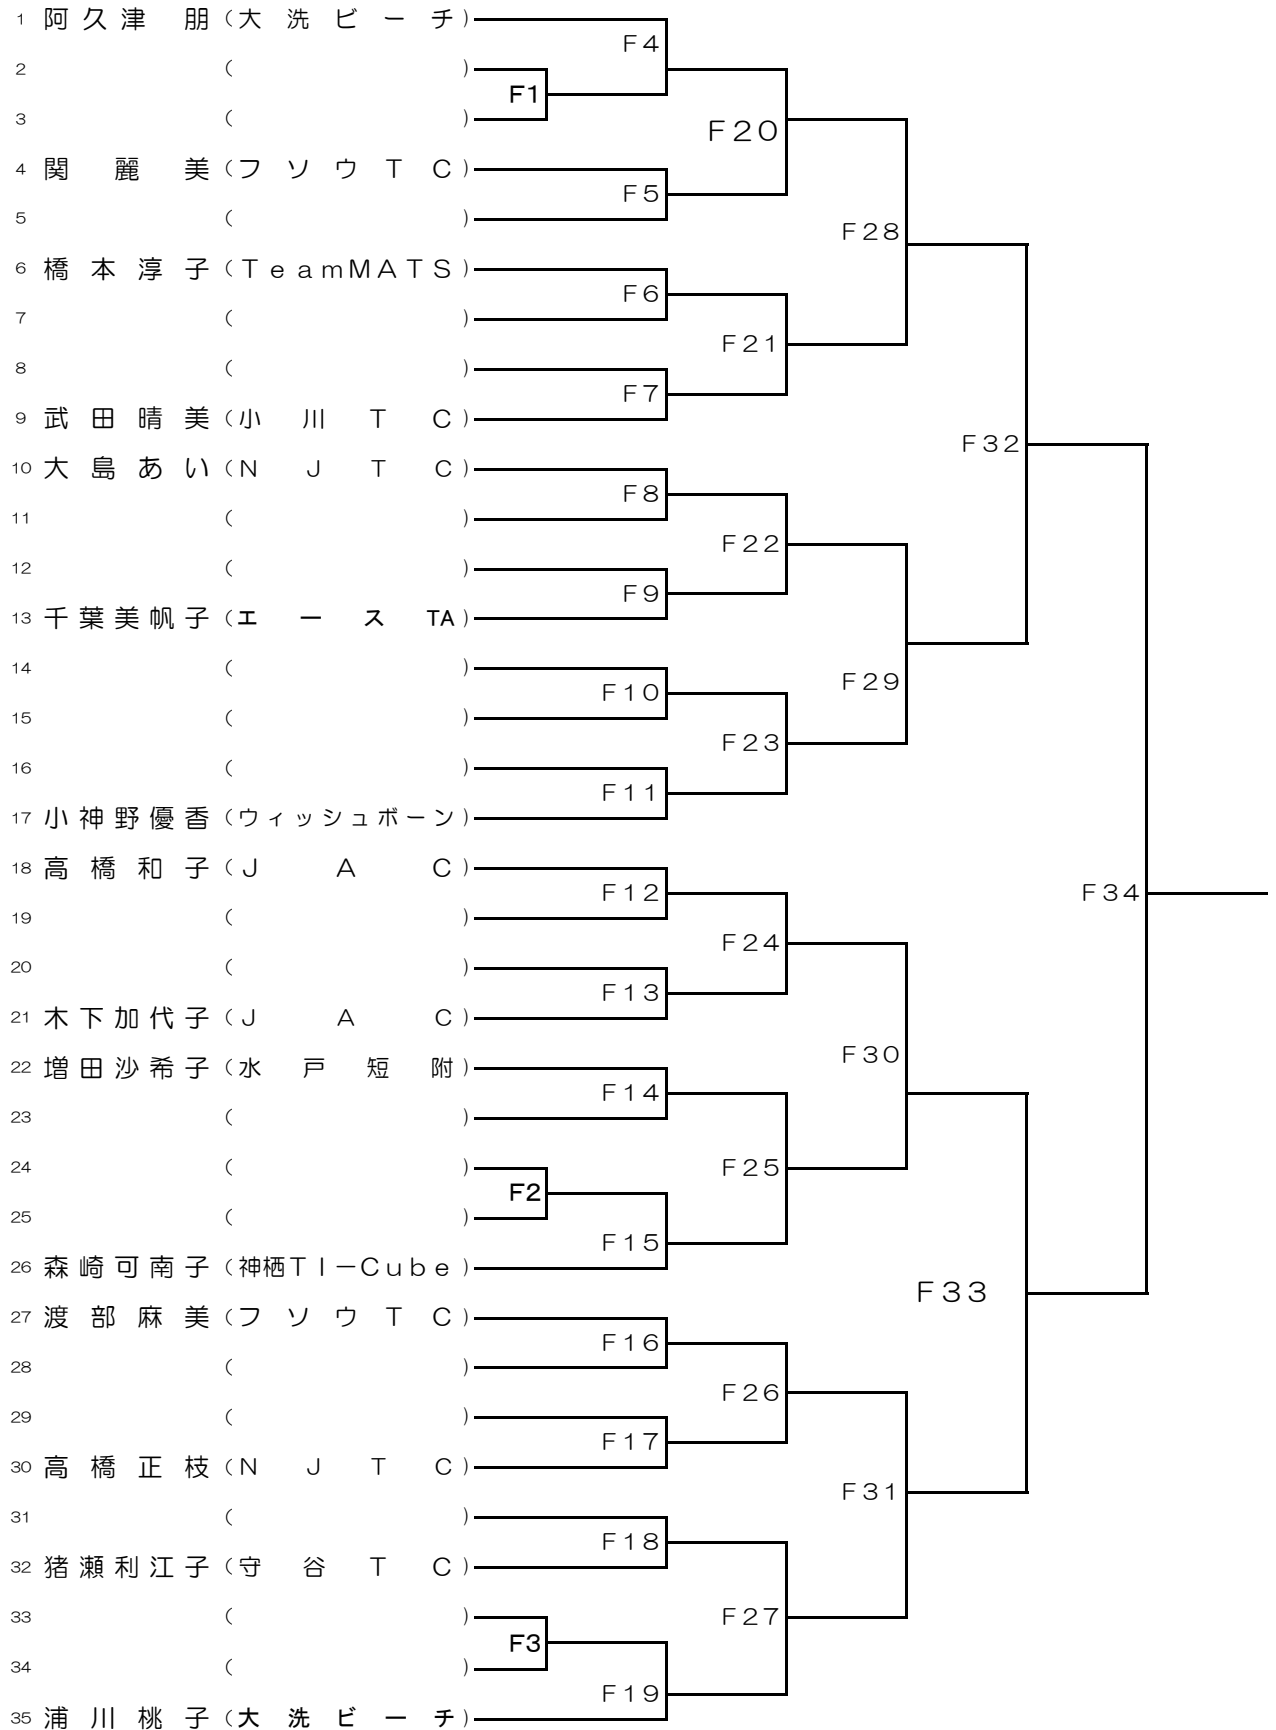 1 阿久津 朋 (大洗ビーチ)
F4
2 ( )
F1
3 ( )
F20
4 関 麗 美 (フソウTC)
F5
5 ( )
F28
6 橋本淳子 (TeamMATS)
F6
7 ( )
F21
8 ( )
F7
9 武田晴美 (小川TC)
F32
10 大島あい (NJTC)
F8
11 ( )
F22
12 ( )
F9
13 千葉美帆子 (エースTA)
14 ( )
F29
F10
15 ( )
F23
16 ( )
F11
17 小神野優香 (ウィッシュボーン)
18 高橋和子 (JAC)
F12
F34
19 ( )
F24
20 ( )
F13
21 木下加代子 (JAC)
F30
22 増田沙希子 (水戸短附)
F14
23 ( )
24 ( )
F25
F2
25 ( )
F15
26 森崎可南子 (神栖TI-Cube)
F33
27 渡部麻美 (フソウTC)
F16
28 ( )
F26
29 ( )
F17
30 高橋正枝 (NJTC)
F31
31 ( )
F18
32 猪瀬利江子 (守谷TC)
33 ( )
F27
F3
34 ( )
F19
35 浦川桃子 (大洗ビーチ)